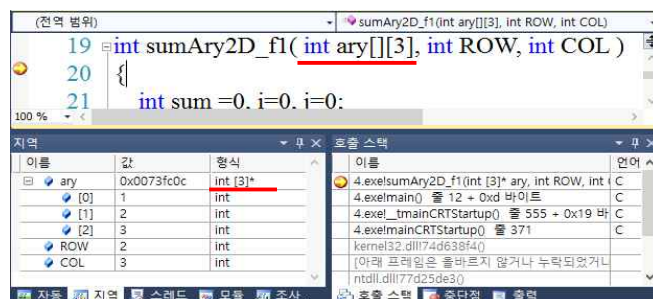 (전역 범위) sumAry2D_f1(int ary[][3], int ROW, int COL)
19 int sumAry2D_f1( int ary[][3], int ROW, int COL )
20 {
21 int sum =0, i=0, j=0;
100 %
지역 호출 스택
이름 값 형식 이름 언어
ary 0x0073fc0c int [3]* 4.exe!sumAry2D_f1(int [3]* ary, int ROW, int C
[0] 1 int 4.exe!main() 줄 12 + 0xd 바이트 C
[1] 2 int 4.exe!__tmainCRTStartup() 줄 555 + 0x19 바 C
[2] 3 int 4.exe!mainCRTStartup() 줄 371 C
ROW 2 int kernel32.dll!74d638f4()
COL 3 int [아래 프레임은 올바르지 않거나 누락되었거나
ntdll.dll!77d25de3()
자동 지역 스레드 모듈 조사 호출 스택 중단점 출력